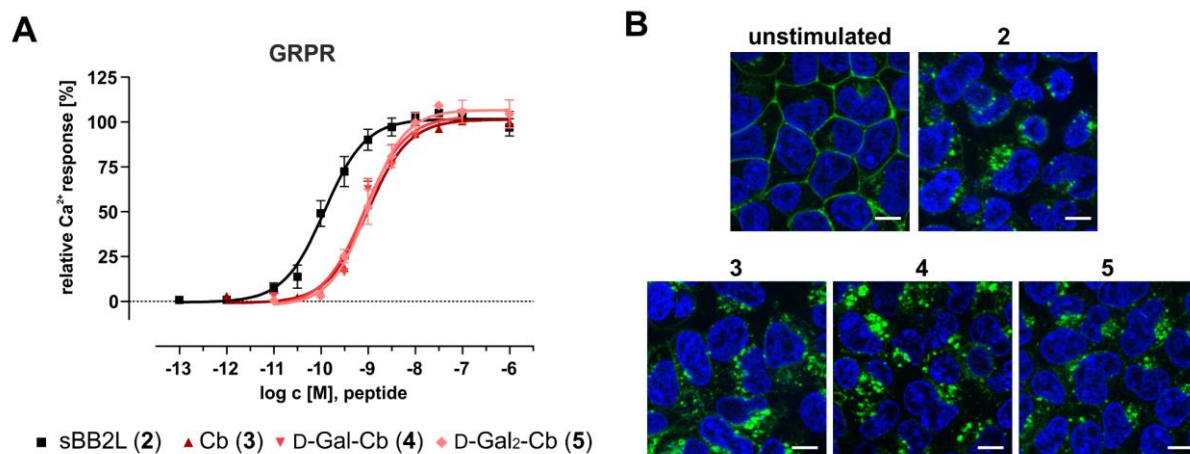 A
GRPR
relative Ca²⁺ response [%]
125
100
75
50
25
0
-13 -12 -11 -10 -9 -8 -7 -6
log c [M], peptide
sBB2L (2) Cb (3) D-Gal-Cb (4) D-Gal₂-Cb (5)
B
unstimulated 2
3 4 5